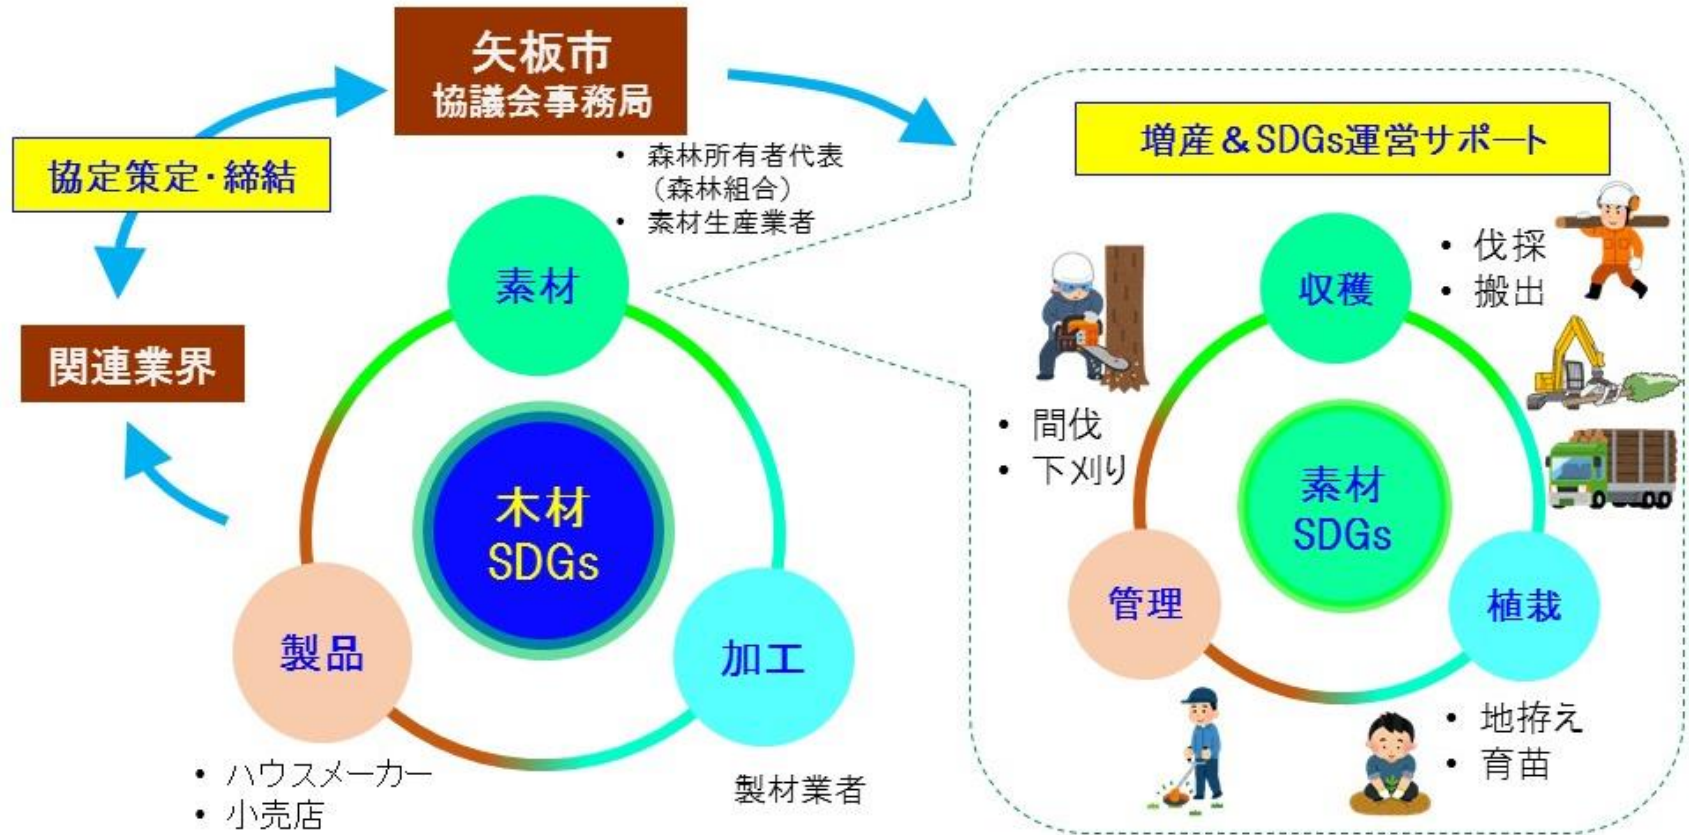 矢板市
協議会事務局
協定策定・締結
関連業界
・ 森林所有者代表
（森林組合）
・ 素材生産業者
素材
木材
SDGs
製品
加工
・ ハウスメーカー
・ 小売店
製材業者
増産＆SDGs運営サポート
収穫
・ 伐採
・ 搬出
・ 間伐
・ 下刈り
素材
SDGs
管理
植栽
・ 地拵え
・ 育苗